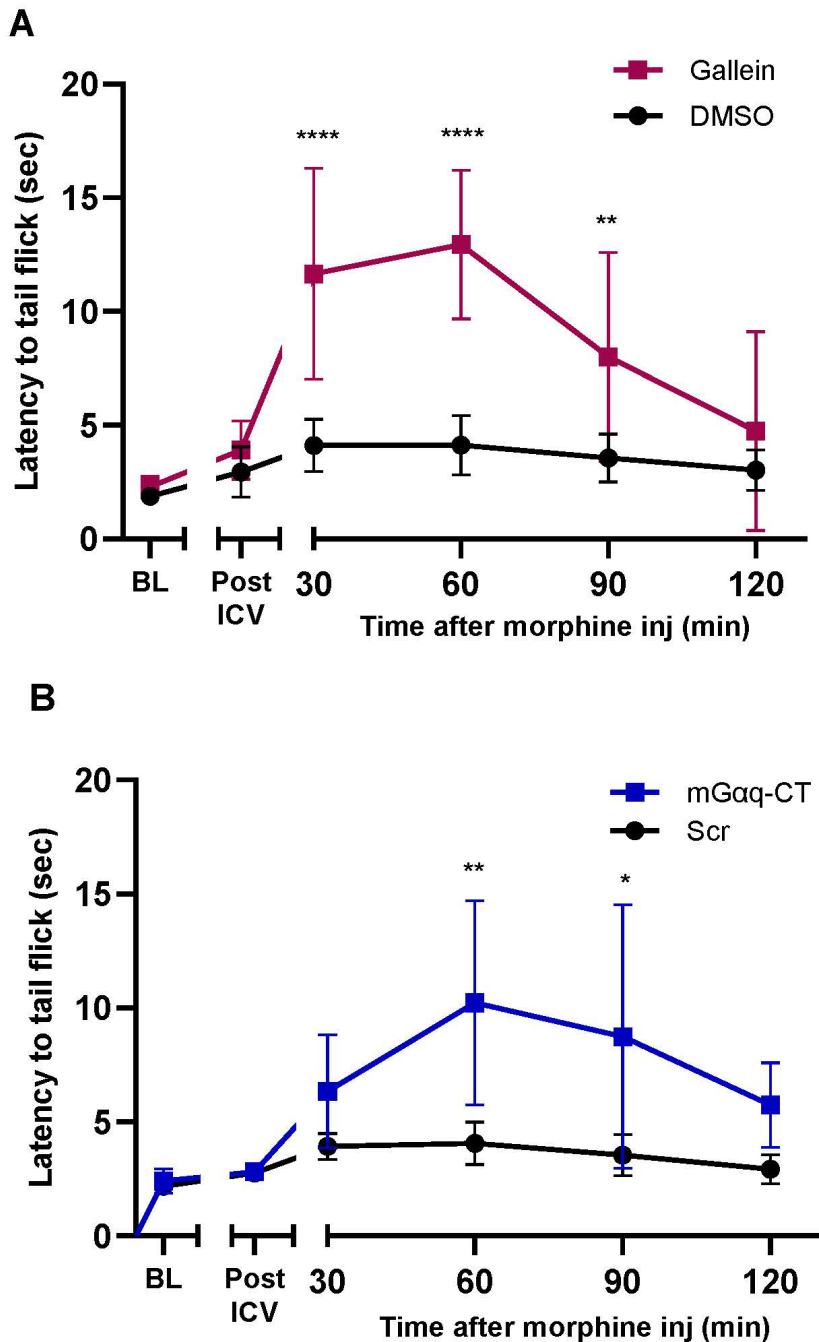 A
Gallein
DMSO
Latency to tail flick (sec)
20
15
10
5
0
****
****
**
BL
Post
ICV
30
60
90
120
Time after morphine inj (min)
B
mGαq-CT
Scr
Latency to tail flick (sec)
20
15
10
5
0
**
*
BL
Post
ICV
30
60
90
120
Time after morphine inj (min)